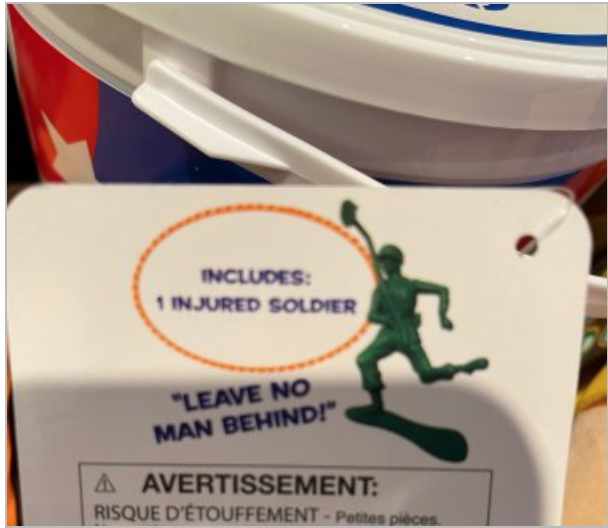 INCLUDES:
1 INJURED SOLDIER
"LEAVE NO
MAN BEHIND!"
⚠ AVERTISSEMENT:
RISQUE D'ÉTOUFFEMENT - Petites pièces.